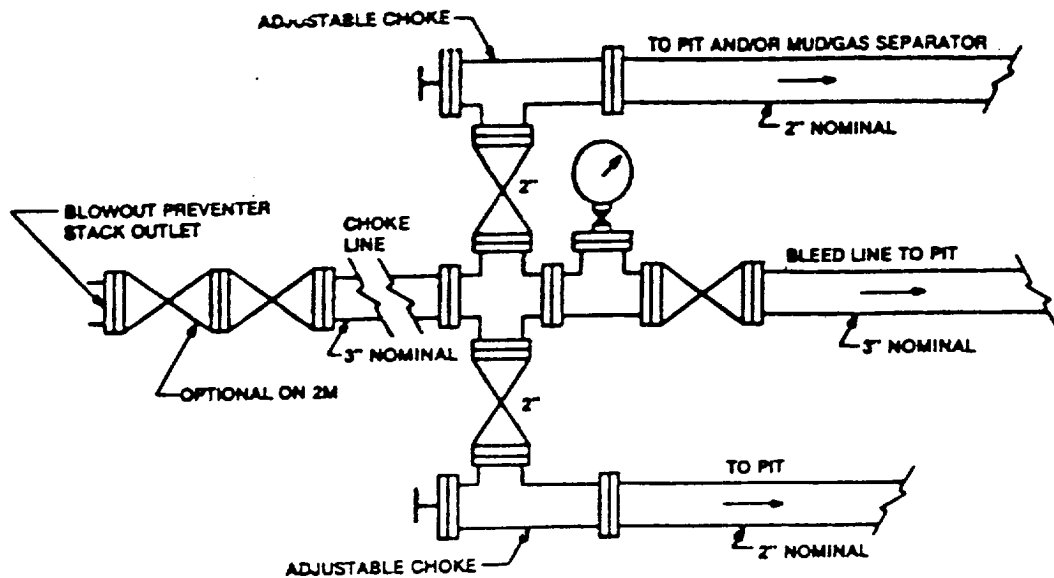 ADJUSTABLE CHOKE
TO PIT AND/OR MUD/GAS SEPARATOR
2" NOMINAL
2"
BLOWOUT PREVENTER
STACK OUTLET
CHOKE
LINE
BLEED LINE TO PIT
3" NOMINAL
3" NOMINAL
OPTIONAL ON 2M
2"
TO PIT
2" NOMINAL
ADJUSTABLE CHOKE